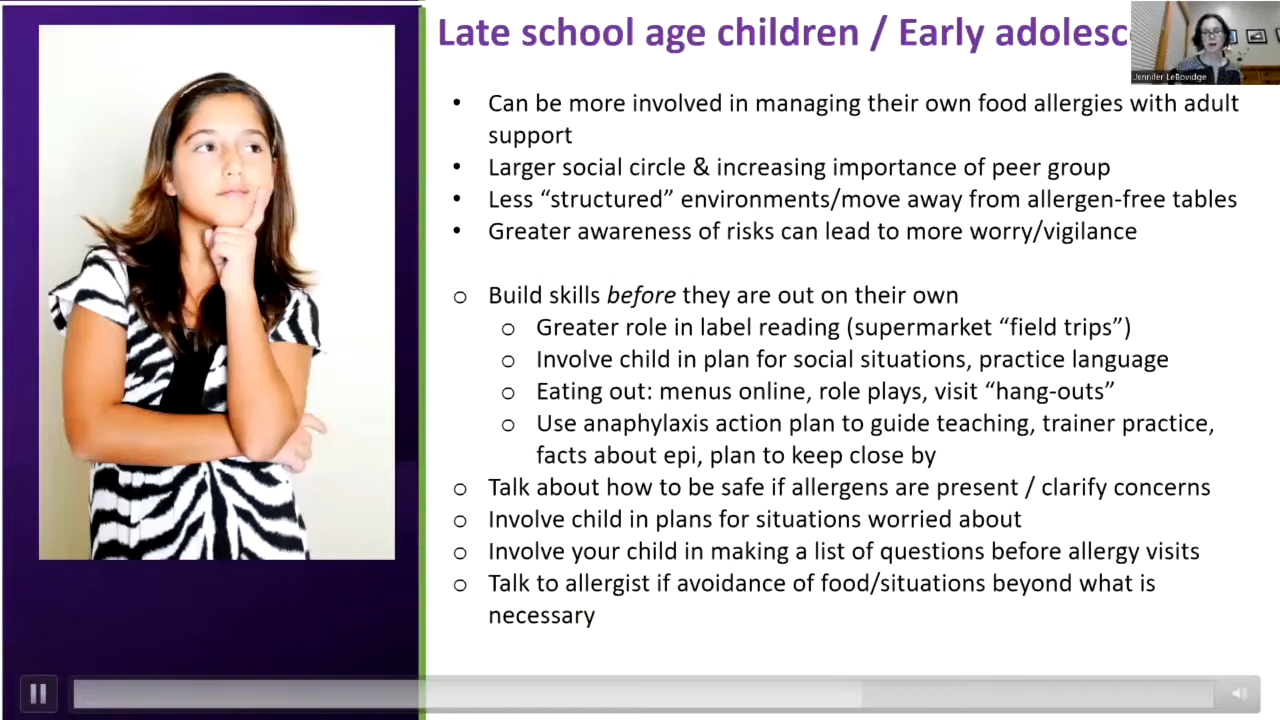 Late school age children / Early adolesc
Jennifer LeBovidge
• Can be more involved in managing their own food allergies with adult
support
• Larger social circle & increasing importance of peer group
• Less “structured” environments/move away from allergen-free tables
• Greater awareness of risks can lead to more worry/vigilance
o Build skills before they are out on their own
o Greater role in label reading (supermarket “field trips”)
o Involve child in plan for social situations, practice language
o Eating out: menus online, role plays, visit “hang-outs”
o Use anaphylaxis action plan to guide teaching, trainer practice,
facts about epi, plan to keep close by
o Talk about how to be safe if allergens are present / clarify concerns
o Involve child in plans for situations worried about
o Involve your child in making a list of questions before allergy visits
o Talk to allergist if avoidance of food/situations beyond what is
necessary